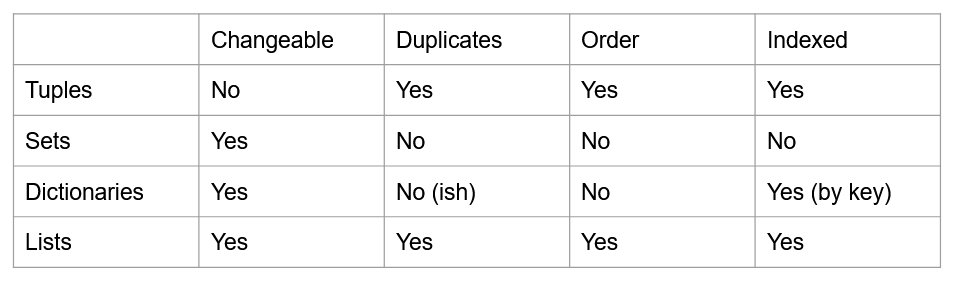 Changeable Duplicates Order Indexed
Tuples No Yes Yes Yes
Sets Yes No No No
Dictionaries Yes No (ish) No Yes (by key)
Lists Yes Yes Yes Yes